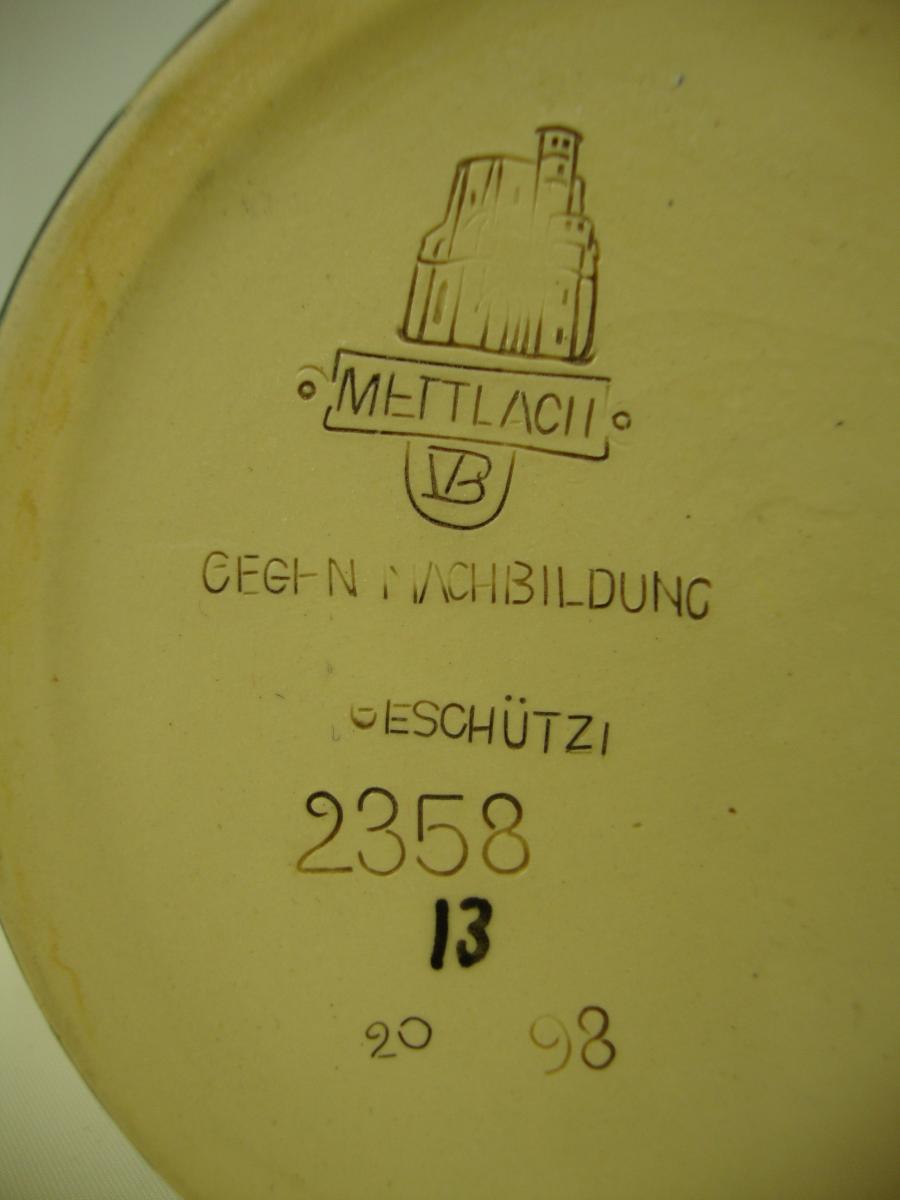 METTLACH
VB
GEGEN NACHBILDUNG
GESCHÜTZT
2358
13
20 98